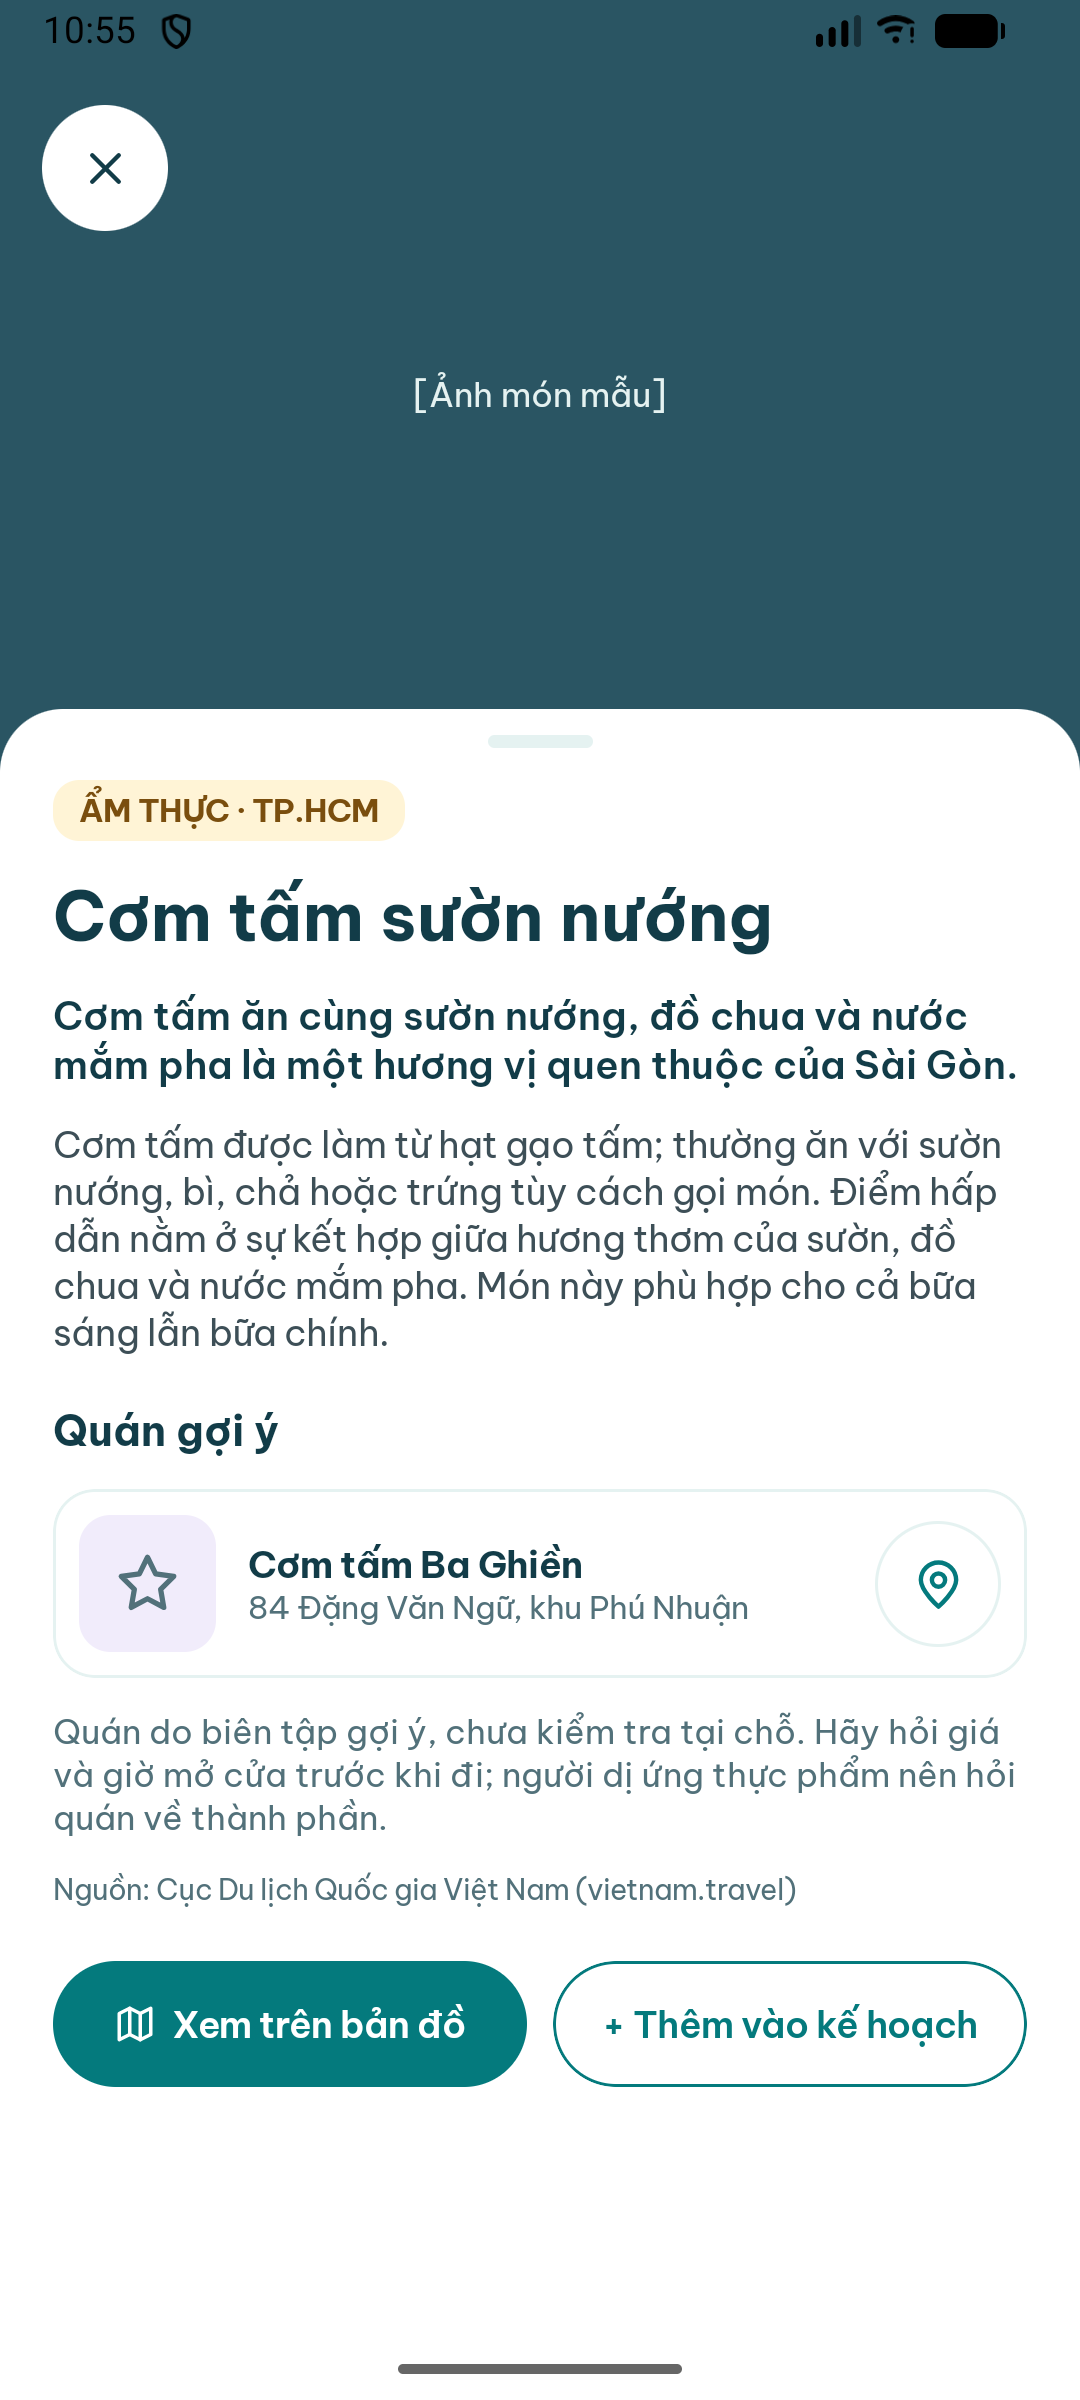 10:55
[Ảnh món mẫu]
ẨM THỰC · TP.HCM
Cơm tấm sườn nướng
Cơm tấm ăn cùng sườn nướng, đồ chua và nước
mắm pha là một hương vị quen thuộc của Sài Gòn.
Cơm tấm được làm từ hạt gạo tấm; thường ăn với sườn
nướng, bì, chả hoặc trứng tùy cách gọi món. Điểm hấp
dẫn nằm ở sự kết hợp giữa hương thơm của sườn, đồ
chua và nước mắm pha. Món này phù hợp cho cả bữa
sáng lẫn bữa chính.
Quán gợi ý
Cơm tấm Ba Ghiền
84 Đặng Văn Ngữ, khu Phú Nhuận
Quán do biên tập gợi ý, chưa kiểm tra tại chỗ. Hãy hỏi giá
và giờ mở cửa trước khi đi; người dị ứng thực phẩm nên hỏi
quán về thành phần.
Nguồn: Cục Du lịch Quốc gia Việt Nam (vietnam.travel)
Xem trên bản đồ
+ Thêm vào kế hoạch